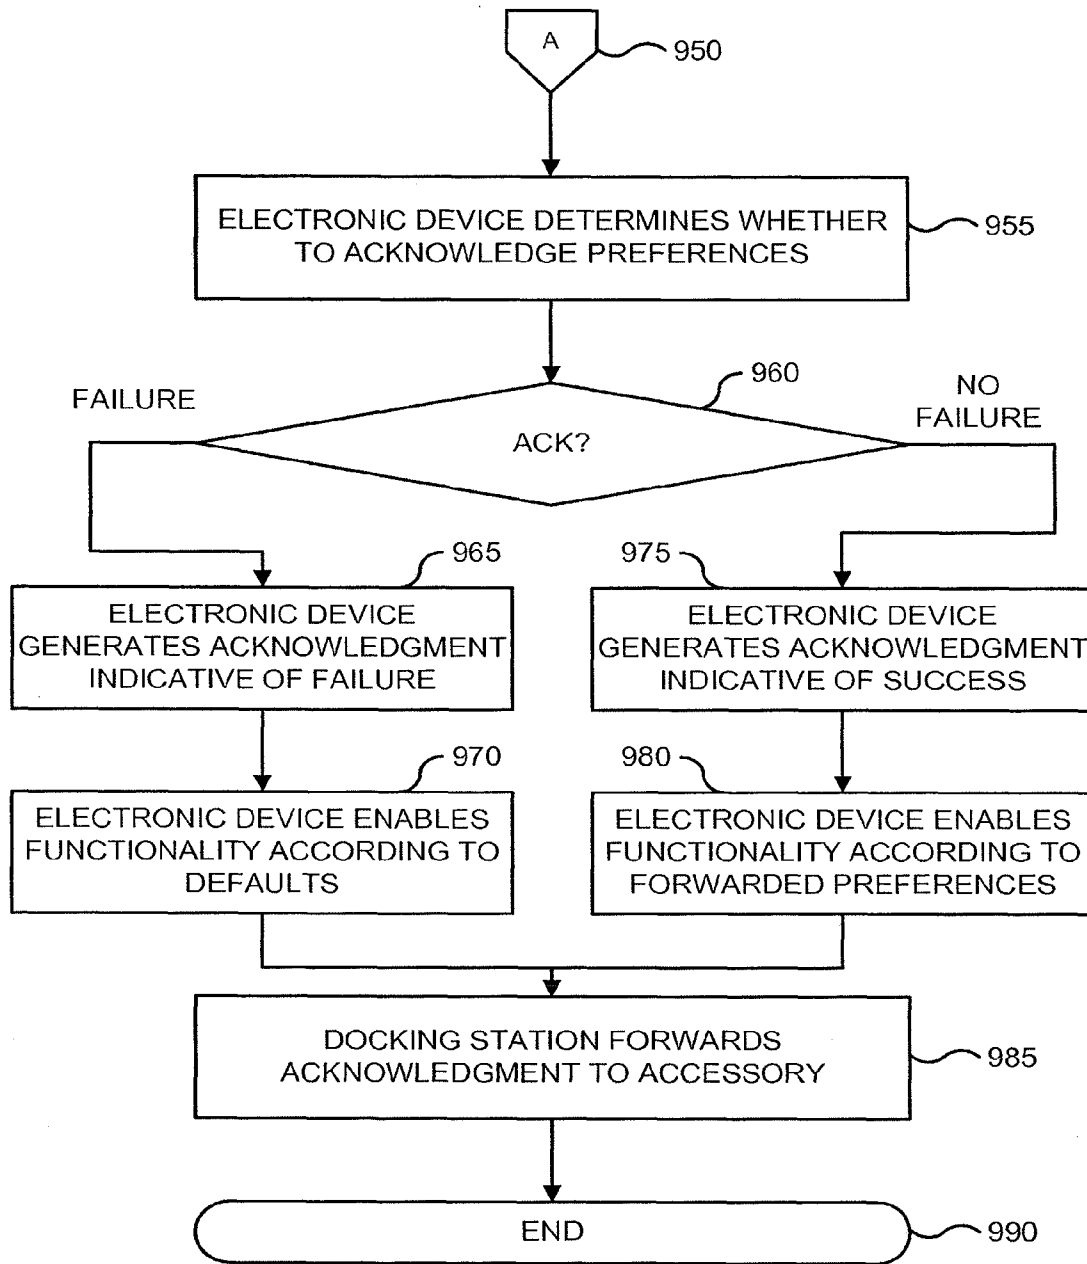 A
950
ELECTRONIC DEVICE DETERMINES WHETHER
TO ACKNOWLEDGE PREFERENCES
955
960
FAILURE
NO
FAILURE
ACK?
965
ELECTRONIC DEVICE
GENERATES ACKNOWLEDGMENT
INDICATIVE OF FAILURE
975
ELECTRONIC DEVICE
GENERATES ACKNOWLEDGMENT
INDICATIVE OF SUCCESS
970
ELECTRONIC DEVICE ENABLES
FUNCTIONALITY ACCORDING TO
DEFAULTS
980
ELECTRONIC DEVICE ENABLES
FUNCTIONALITY ACCORDING TO
FORWARDED PREFERENCES
DOCKING STATION FORWARDS
ACKNOWLEDGMENT TO ACCESSORY
985
END
990